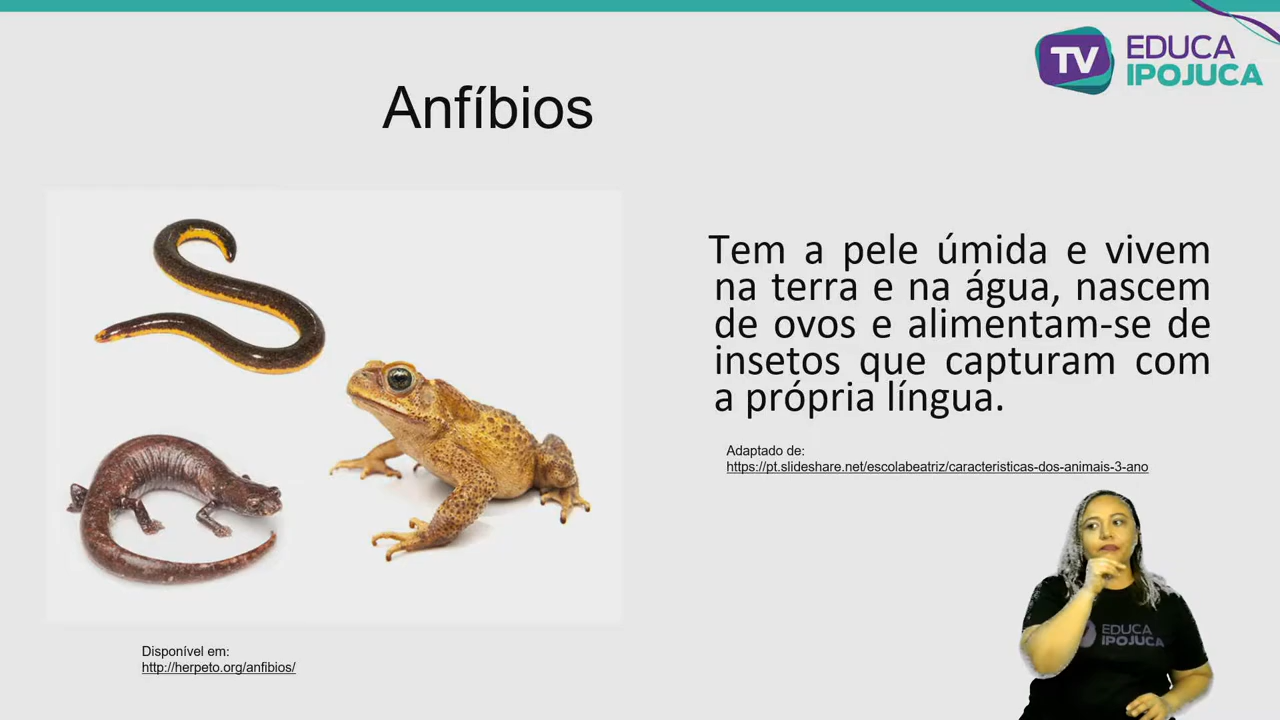 TV EDUCA
IPOJUCA
Anfíbios
Tem a pele úmida e vivem
na terra e na água, nascem
de ovos e alimentam-se de
insetos que capturam com
a própria língua.
Adaptado de:
https://pt.slideshare.net/escolabeatriz/caracteristicas-dos-animais-3-ano
EDUCA
IPOJUCA
Disponível em:
http://herpeto.org/anfibios/